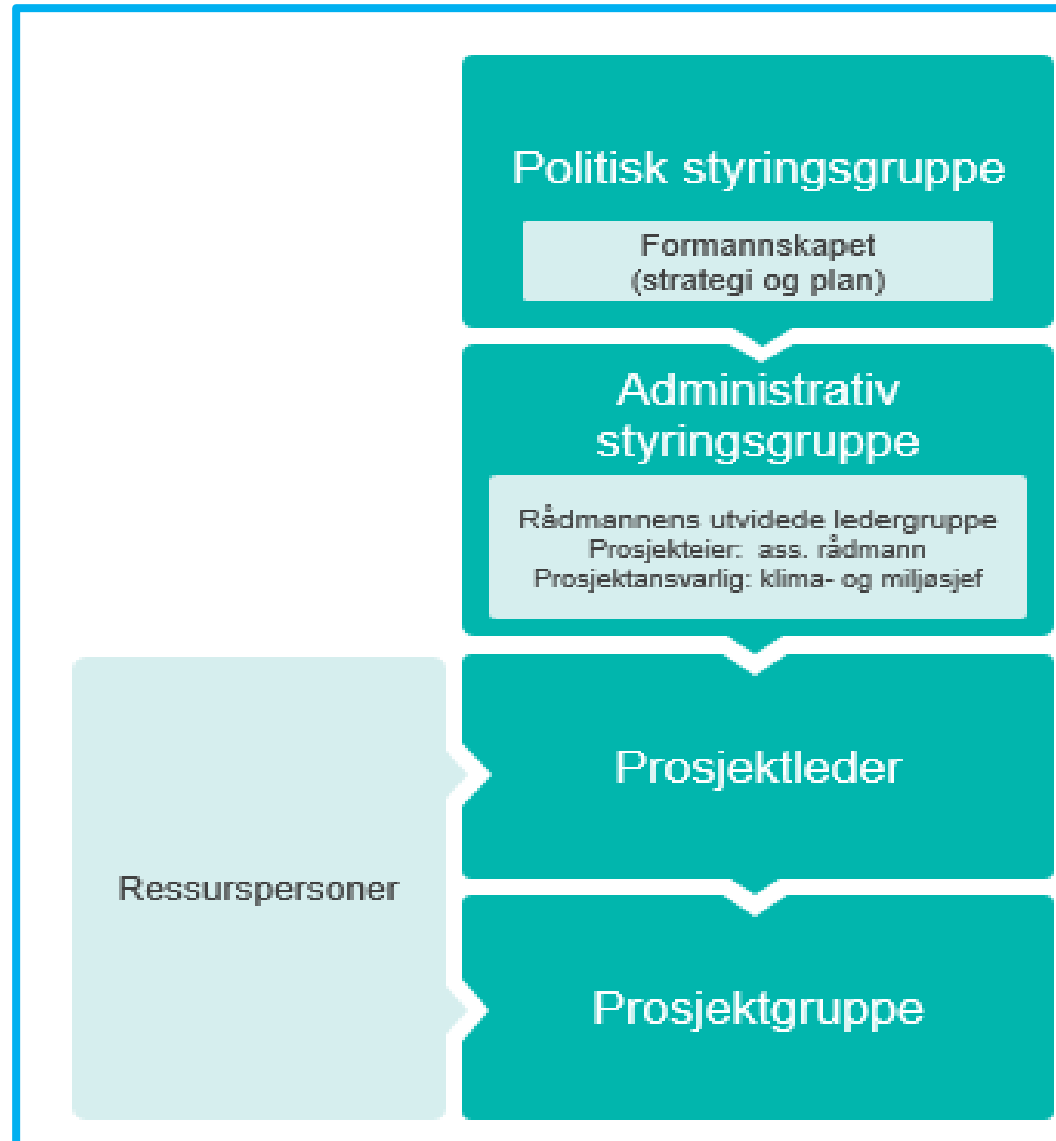 Politisk styringsgruppe
Formannskapet
(strategi og plan)
Administrativ
styringsgruppe
Rådmannens utvidede ledergruppe
Prosjekteier: ass. rådmann
Prosjektansvarlig: klima- og miljøsjef
Prosjektleder
Ressurspersoner
Prosjektgruppe